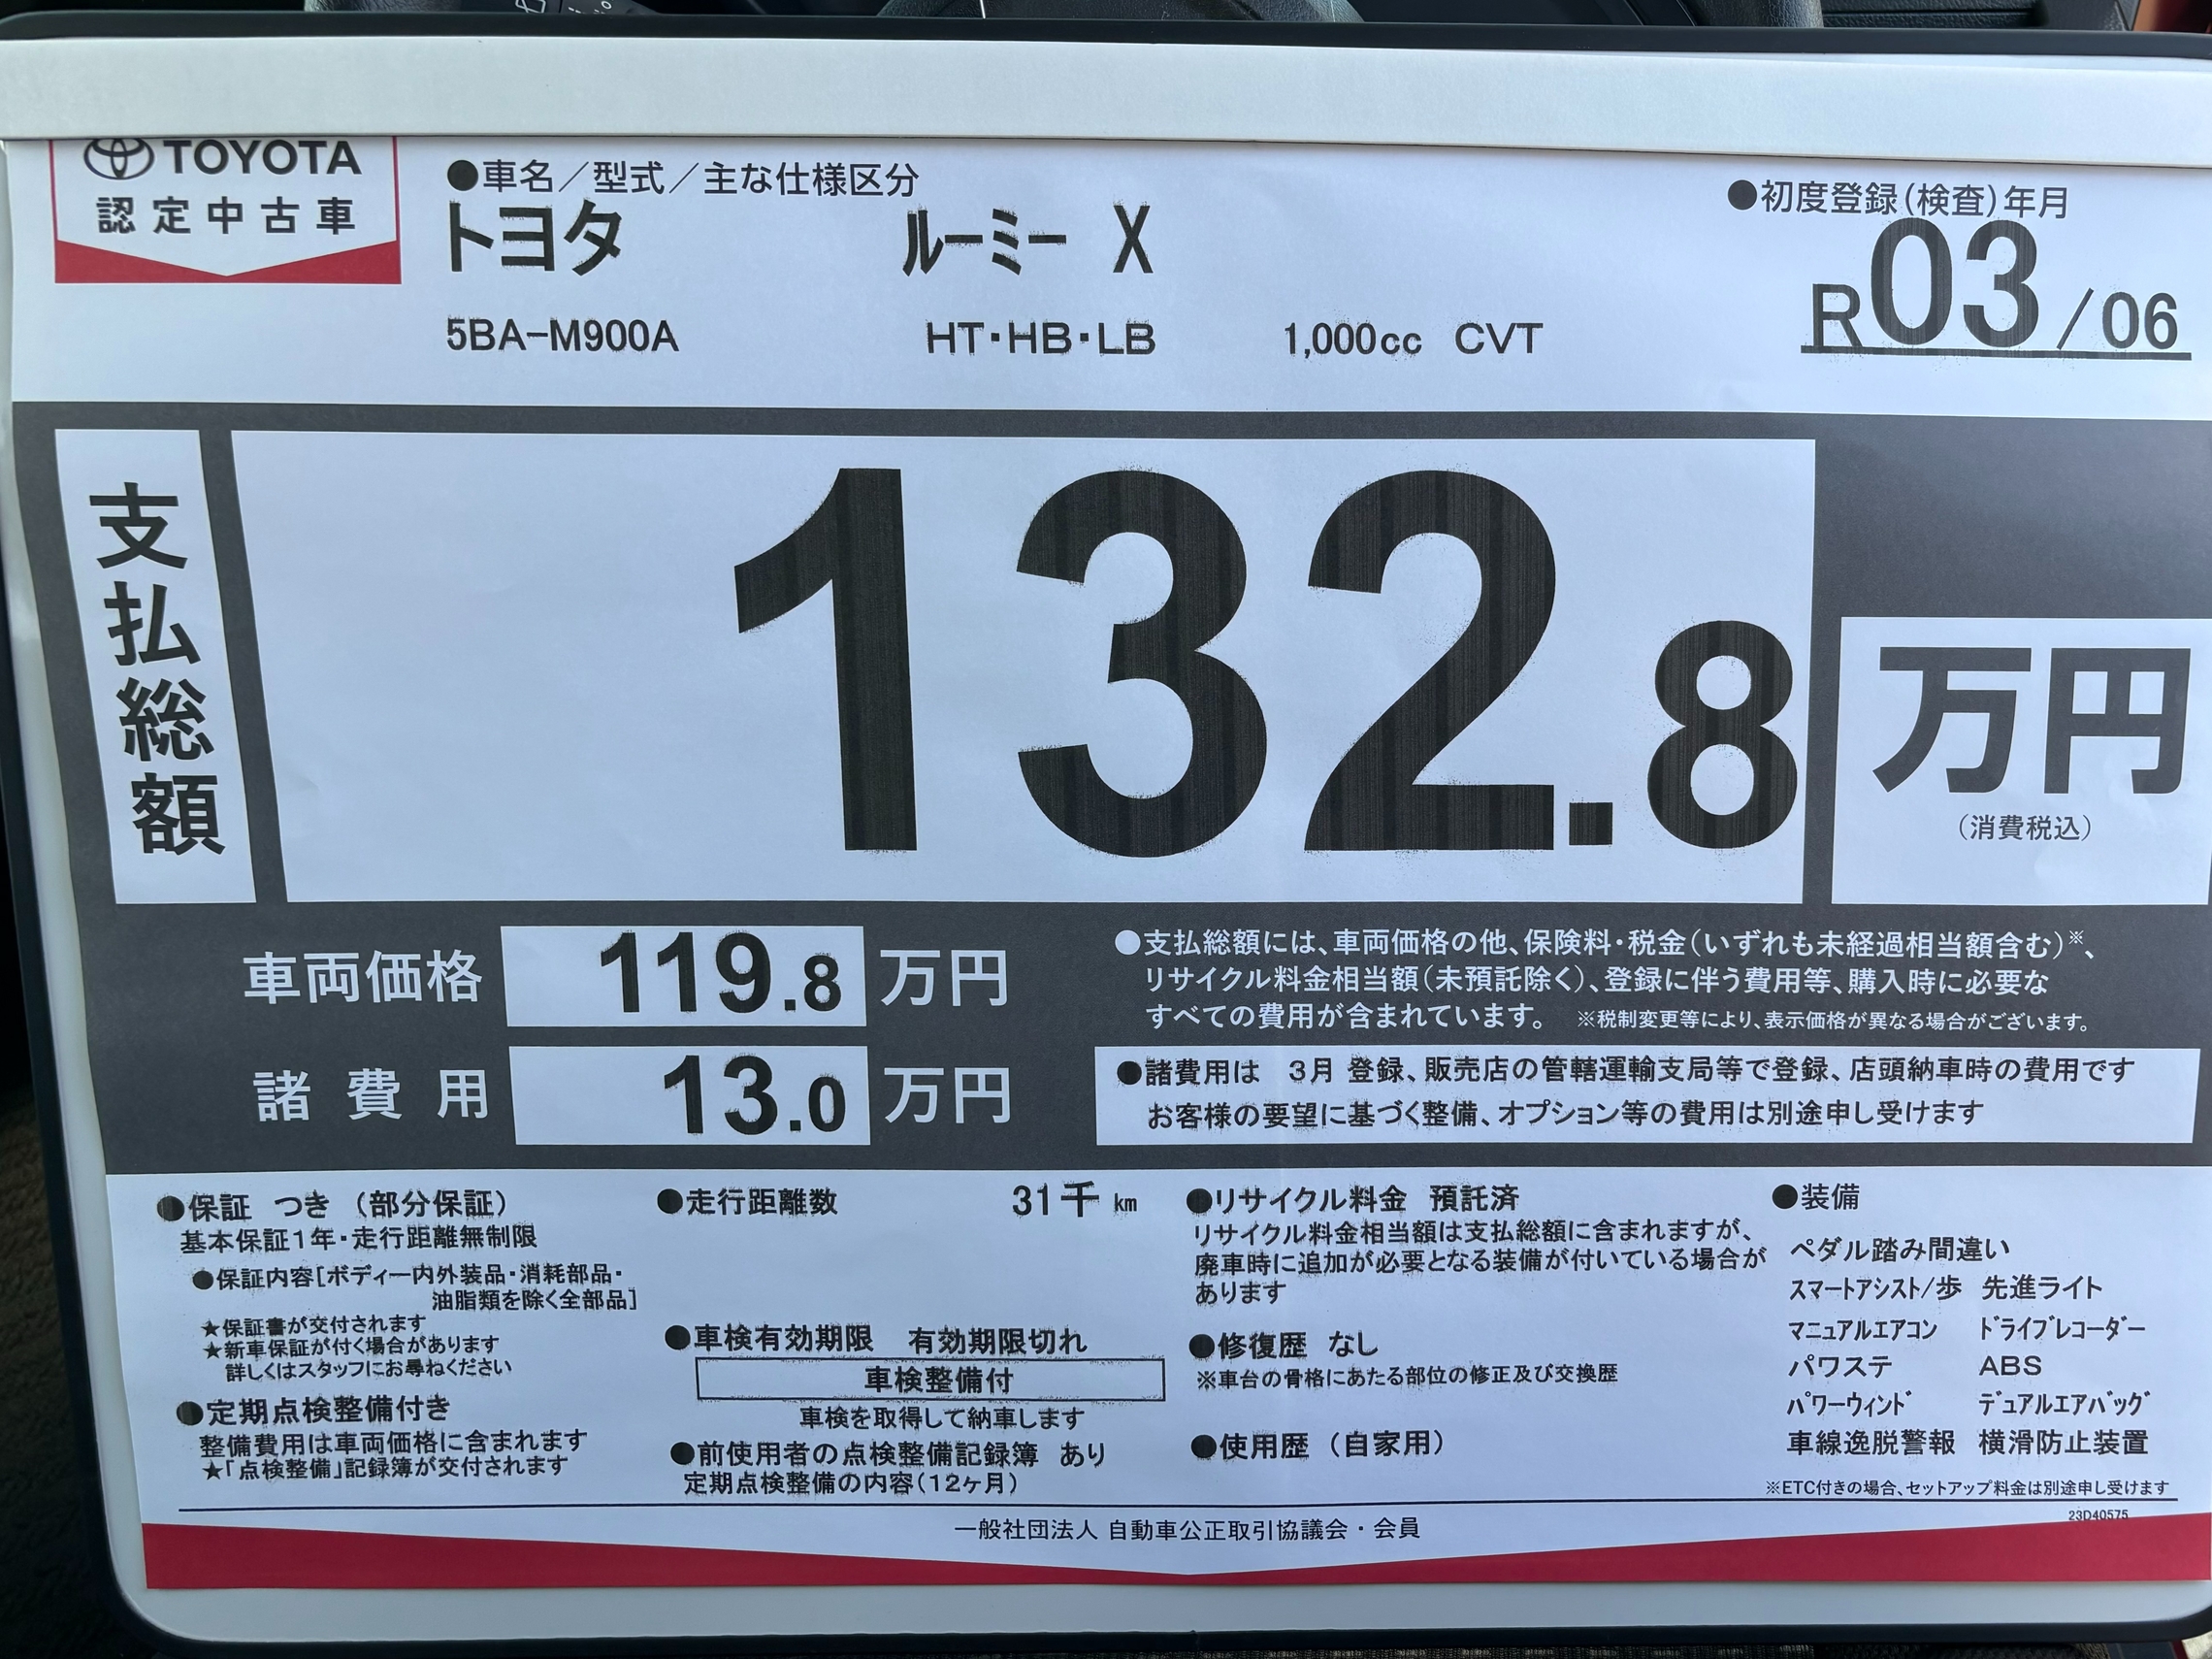 TOYOTA
認定中古車
●車名／型式／主な仕様区分
トヨタ ルーミー X
5BA-M900A HT・HB・LB 1,000cc CVT
●初度登録(検査)年月
R03/06
支払総額
132.8万円
(消費税込)
車両価格 119.8万円
諸費用 13.0万円
●支払総額には、車両価格の他、保険料・税金(いずれも未経過相当額含む)※、
リサイクル料金相当額(未預託除く)、登録に伴う費用等、購入時に必要な
すべての費用が含まれています。 ※税制変更等により、表示価格が異なる場合がございます。
●諸費用は 3月 登録、販売店の管轄運輸支局等で登録、店頭納車時の費用です
お客様の要望に基づく整備、オプション等の費用は別途申し受けます
●保証 つき (部分保証)
基本保証1年・走行距離無制限
●保証内容[ボディー内外装品・消耗部品・
油脂類を除く全部品]
★保証書が交付されます
★新車保証が付く場合があります
詳しくはスタッフにお尋ねください
●定期点検整備付き
整備費用は車両価格に含まれます
★「点検整備」記録簿が交付されます
●走行距離数 31千km
●車検有効期限 有効期限切れ
車検整備付
車検を取得して納車します
●前使用者の点検整備記録簿 あり
定期点検整備の内容(12ヶ月)
●リサイクル料金 預託済
リサイクル料金相当額は支払総額に含まれますが、
廃車時に追加が必要となる装備が付いている場合が
あります
●修復歴 なし
※車台の骨格にあたる部位の修正及び交換歴
●使用歴 (自家用)
●装備
ペダル踏み間違い
スマートアシスト/歩 先進ライト
マニュアルエアコン ドライブレコーダー
パワステ ABS
パワーウィンド デュアルエアバッグ
車線逸脱警報 横滑防止装置
※ETC付きの場合、セットアップ料金は別途申し受けます
23D40575
一般社団法人 自動車公正取引協議会・会員